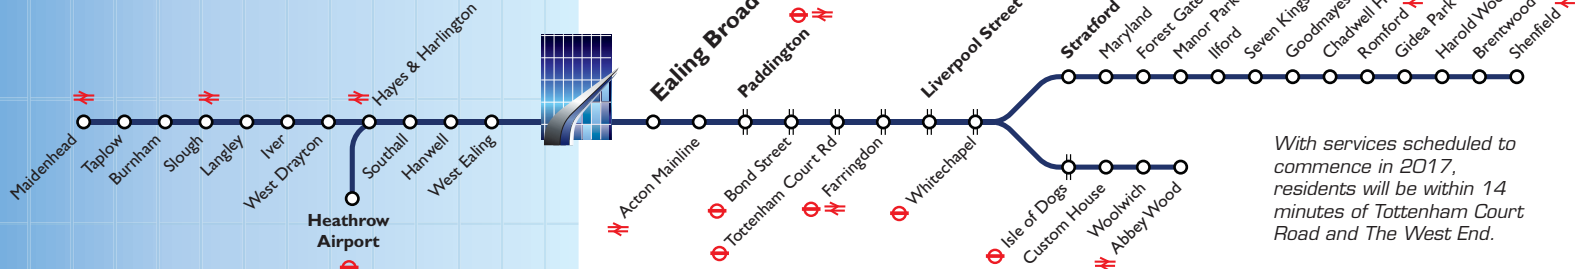 Maidenhead
Taplow
Burnham
Slough
Langley
Iver
West Drayton
Hayes & Harlington
Heathrow
Airport
Southall
Hanwell
West Ealing
Ealing Broad
Acton Mainline
Paddington
Bond Street
Tottenham Court Rd
Farringdon
Liverpool Street
Whitechapel
Stratford
Maryland
Forest Gate
Manor Park
Ilford
Seven Kings
Goodmayes
Chadwell H
Romford
Gidea Park
Harold Woo
Brentwood
Shenfield
Isle of Dogs
Custom House
Woolwich
Abbey Wood
With services scheduled to
commence in 2017,
residents will be within 14
minutes of Tottenham Court
Road and The West End.